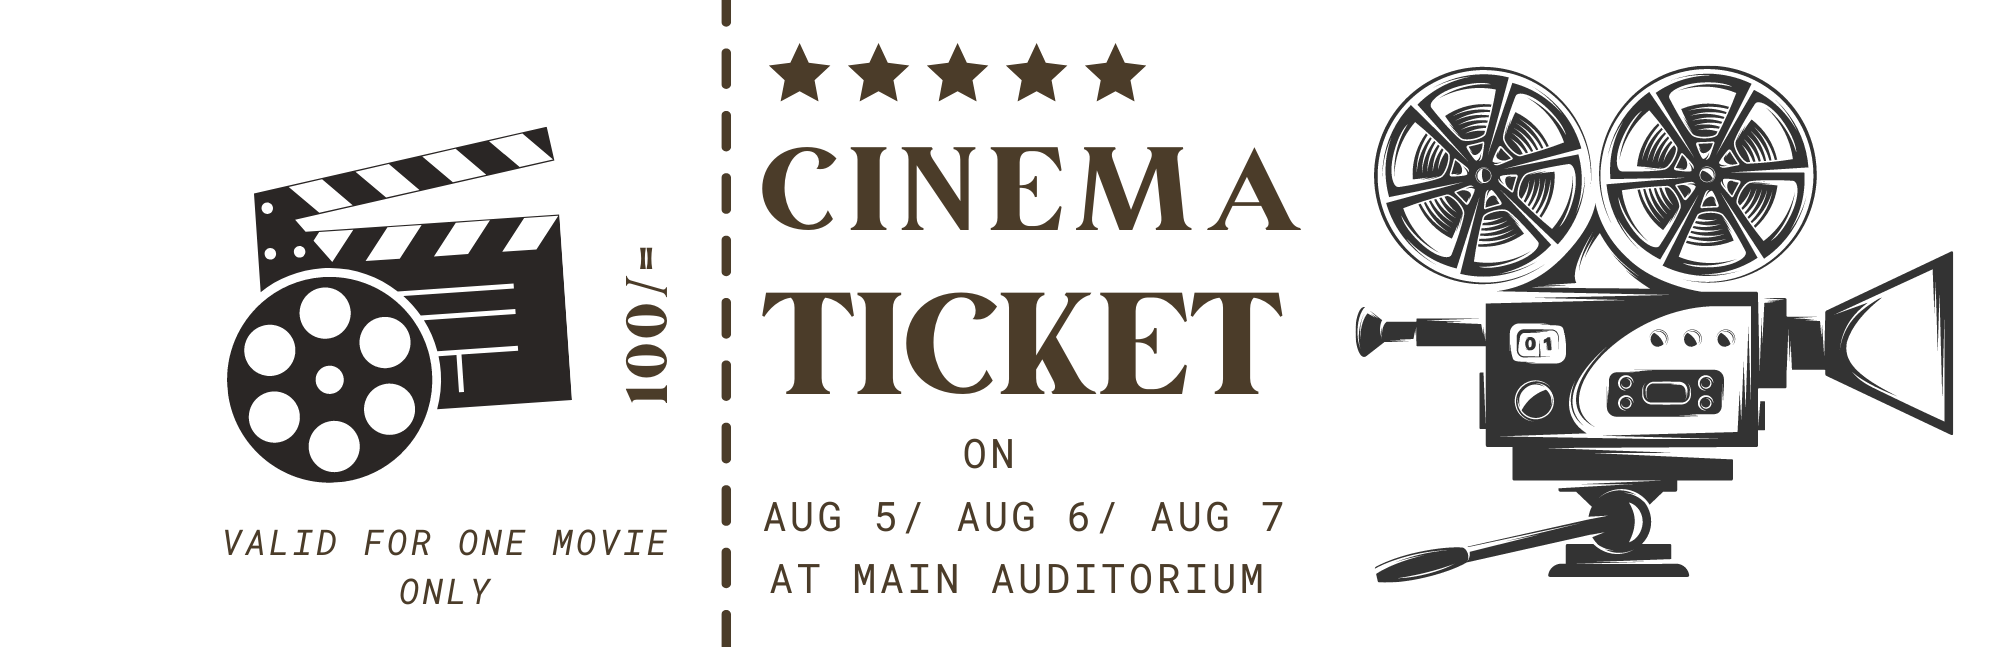 100/=
VALID FOR ONE MOVIE
ONLY
CINEMA
TICKET
ON
AUG 5/ AUG 6/ AUG 7
AT MAIN AUDITORIUM
01